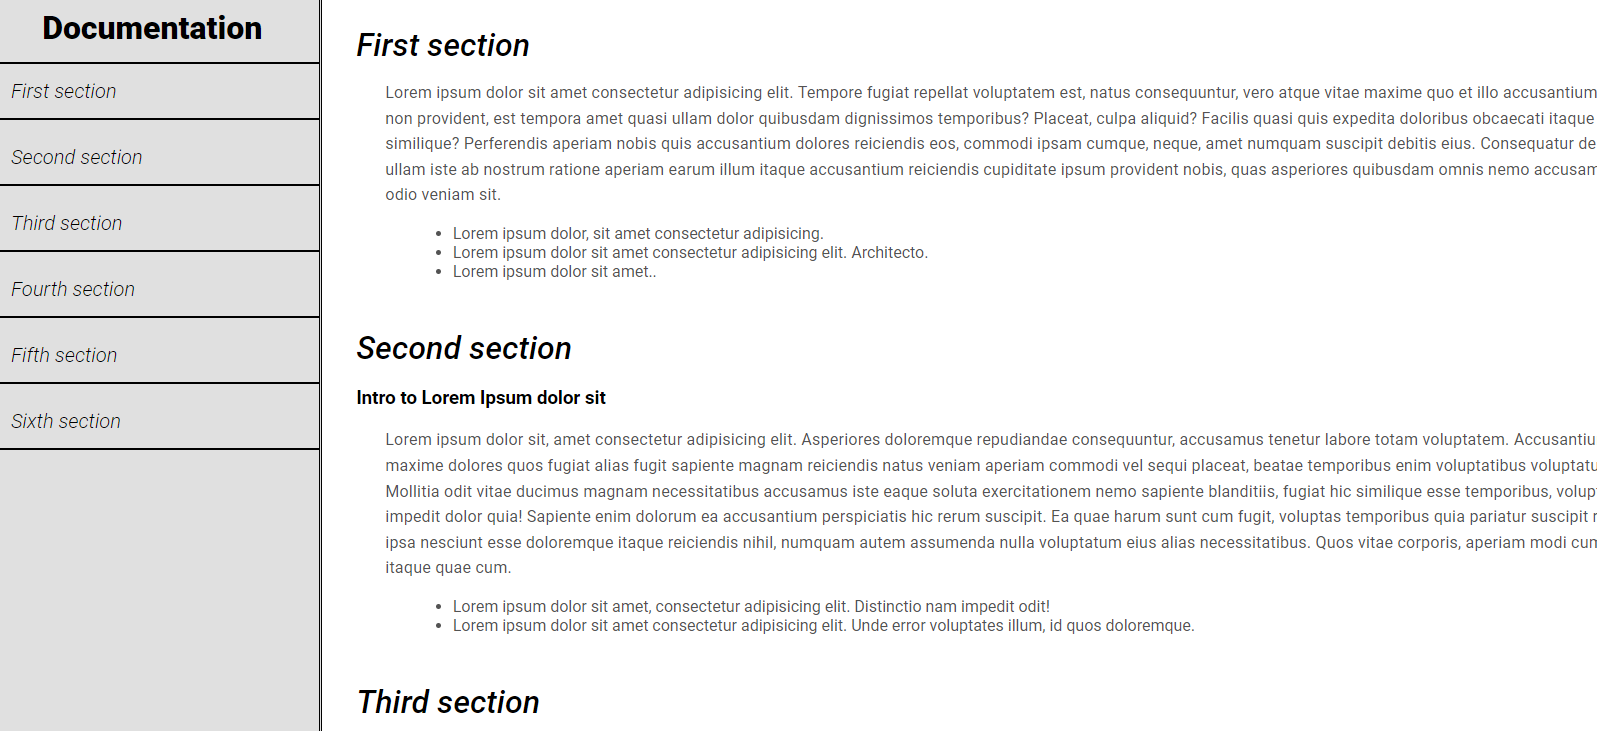 Documentation
First section
Second section
Third section
Fourth section
Fifth section
Sixth section
First section
Lorem ipsum dolor sit amet consectetur adipisicing elit. Tempore fugiat repellat voluptatem est, natus consequuntur, vero atque vitae maxime quo et illo accusantium
non provident, est tempora amet quasi ullam dolor quibusdam dignissimos temporibus? Placeat, culpa aliquid? Facilis quasi quis expedita doloribus obcaecati itaque
similique? Perferendis aperiam nobis quis accusantium dolores reiciendis eos, commodi ipsam cumque, neque, amet numquam suscipit debitis eius. Consequatur
ullam iste ab nostrum ratione aperiam earum illum itaque accusantium reiciendis cupiditate ipsum provident nobis, quas asperiores quibusdam omnis nemo
odio veniam sit.
• Lorem ipsum dolor, sit amet consectetur adipisicing.
• Lorem ipsum dolor sit amet consectetur adipisicing elit. Architecto.
• Lorem ipsum dolor sit amet..
Second section
Intro to Lorem Ipsum dolor sit
Lorem ipsum dolor sit, amet consectetur adipisicing elit. Asperiores doloremque repudiandae consequuntur, accusamus tenetur labore totam voluptatem.
maxime dolores quos fugiat alias fugit sapiente magnam reiciendis natus veniam aperiam commodi vel sequi placeat, beatae temporibus enim voluptatibus
Mollitia odit vitae ducimus magnam necessitatibus accusamus iste eaque soluta exercitationem nemo sapiente blanditiis, fugiat hic similique esse temporibus,
impedit dolor quia! Sapiente enim dolorum ea accusantium perspiciatis hic rerum suscipit. Ea quae harum sunt cum fugit, voluptas temporibus quia pariatur suscipit
ipsa nesciunt esse doloremque itaque reiciendis nihil, numquam autem assumenda nulla voluptatum eius alias necessitatibus. Quos vitae corporis, aperiam modi
itaque quae cum.
• Lorem ipsum dolor sit amet, consectetur adipisicing elit. Distinctio nam impedit odit!
• Lorem ipsum dolor sit amet consectetur adipisicing elit. Unde error voluptates illum, id quos doloremque.
Third section